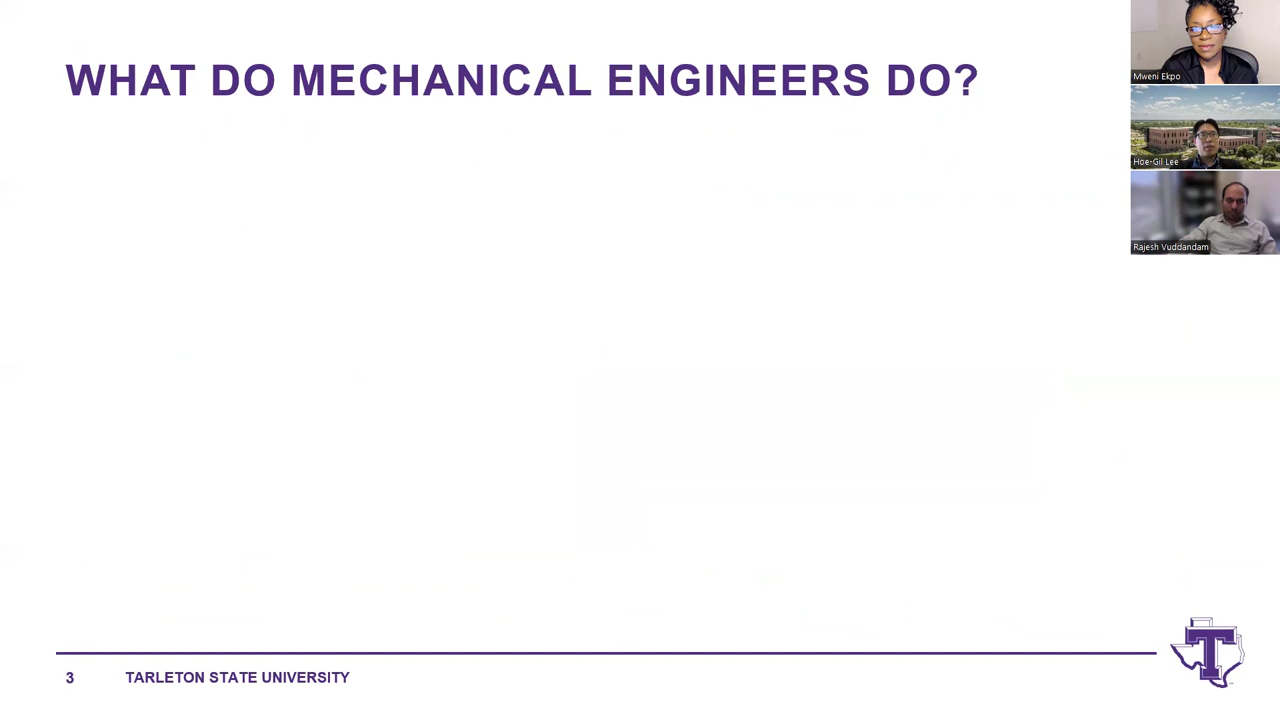 WHAT DO MECHANICAL ENGINEERS DO?
Mweni Ekpo
Hoe-Gil Lee
Rajesh Vuddandam
3
TARLETON STATE UNIVERSITY
T